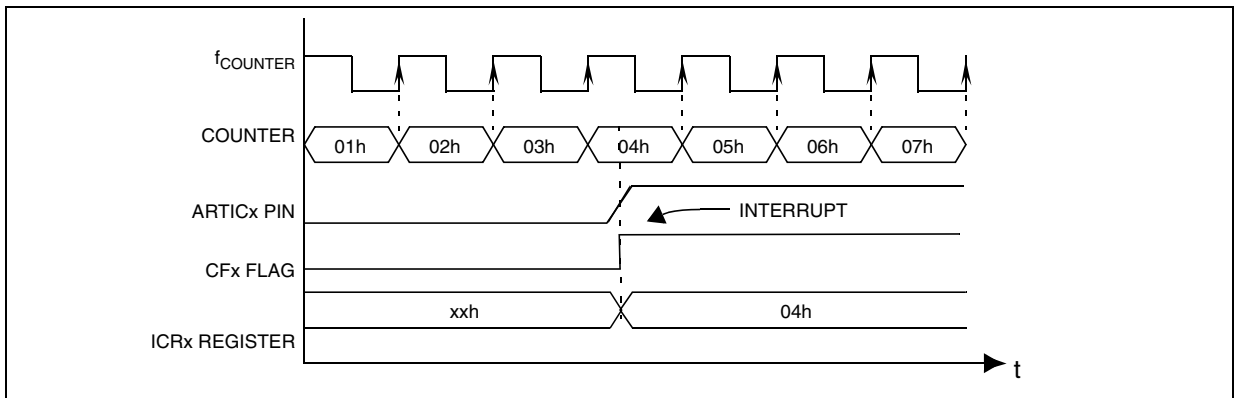 fCOUNTER
COUNTER
01h 02h 03h 04h 05h 06h 07h
ARTICx PIN
INTERRUPT
CFx FLAG
xxh 04h
ICRx REGISTER
t